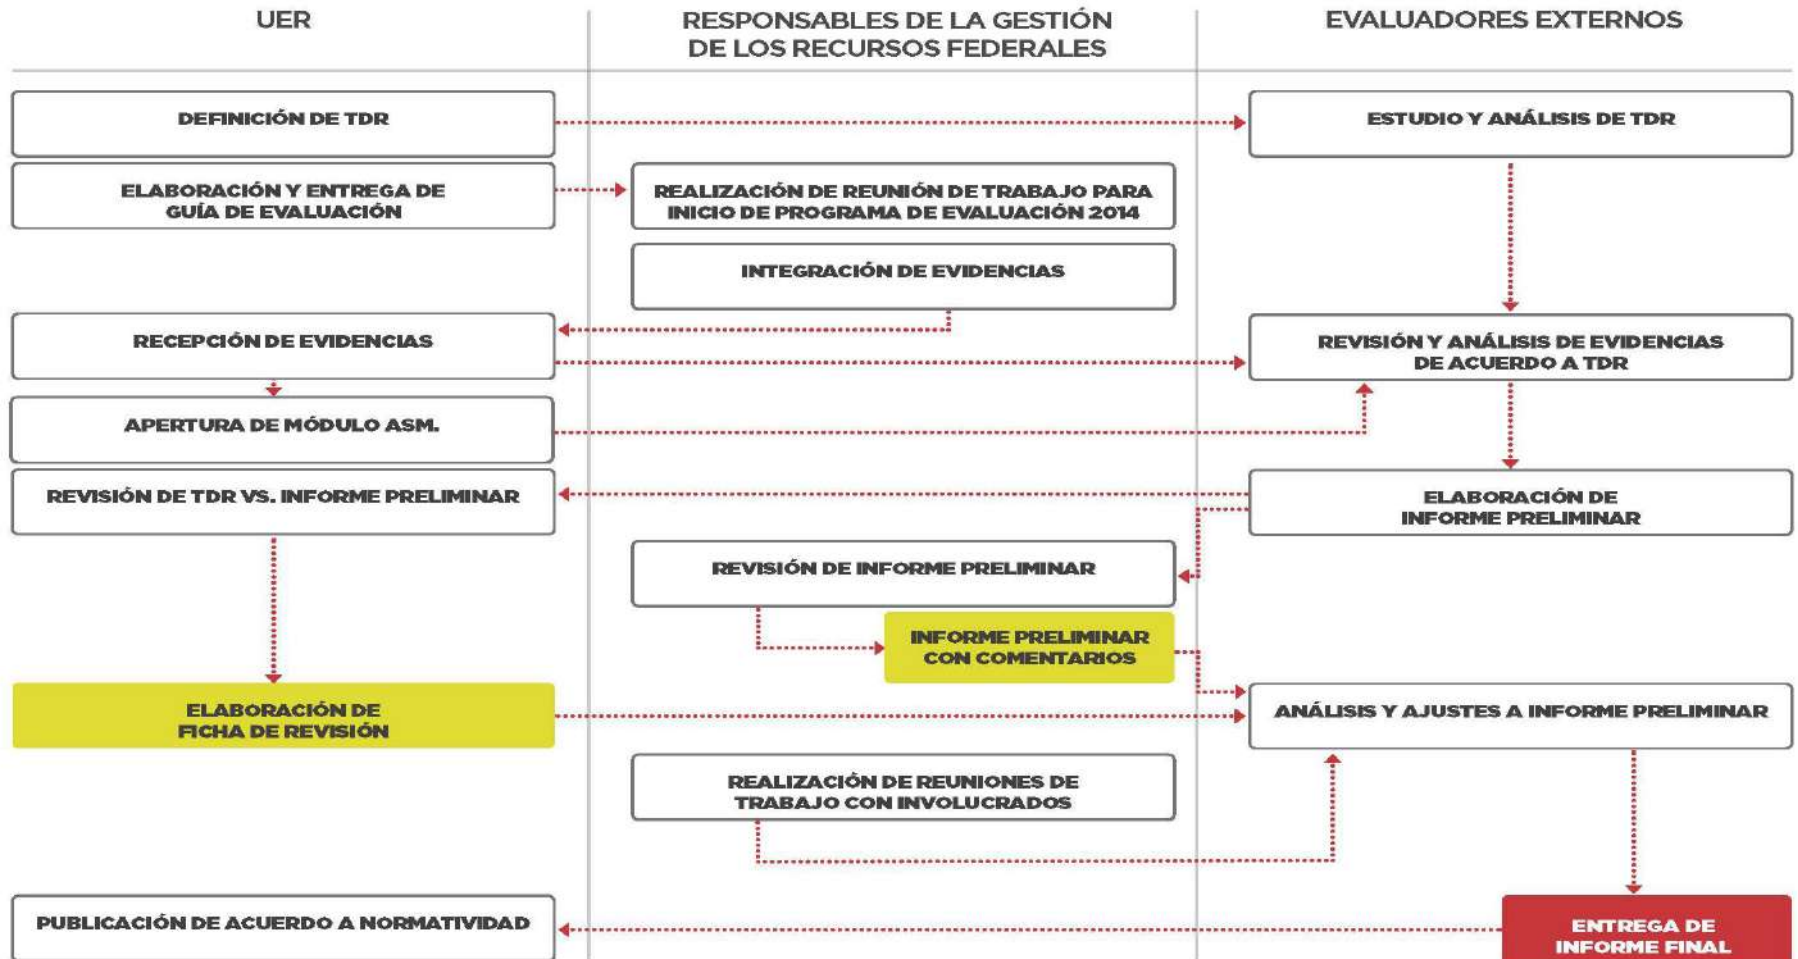 UER
RESPONSABLES DE LA GESTIÓN
DE LOS RECURSOS FEDERALES
EVALUADORES EXTERNOS
DEFINICIÓN DE TDR
ESTUDIO Y ANÁLISIS DE TDR
ELABORACIÓN Y ENTREGA DE
GUÍA DE EVALUACIÓN
REALIZACIÓN DE REUNIÓN DE TRABAJO PARA
INICIO DE PROGRAMA DE EVALUACIÓN 2014
INTEGRACIÓN DE EVIDENCIAS
RECEPCIÓN DE EVIDENCIAS
REVISIÓN Y ANÁLISIS DE EVIDENCIAS
DE ACUERDO A TDR
APERTURA DE MÓDULO ASM.
REVISIÓN DE TDR VS. INFORME PRELIMINAR
ELABORACIÓN DE
INFORME PRELIMINAR
REVISIÓN DE INFORME PRELIMINAR
INFORME PRELIMINAR
CON COMENTARIOS
ELABORACIÓN DE
FICHA DE REVISIÓN
ANÁLISIS Y AJUSTES A INFORME PRELIMINAR
REALIZACIÓN DE REUNIONES DE
TRABAJO CON INVOLUCRADOS
PUBLICACIÓN DE ACUERDO A NORMATIVIDAD
ENTREGA DE
INFORME FINAL